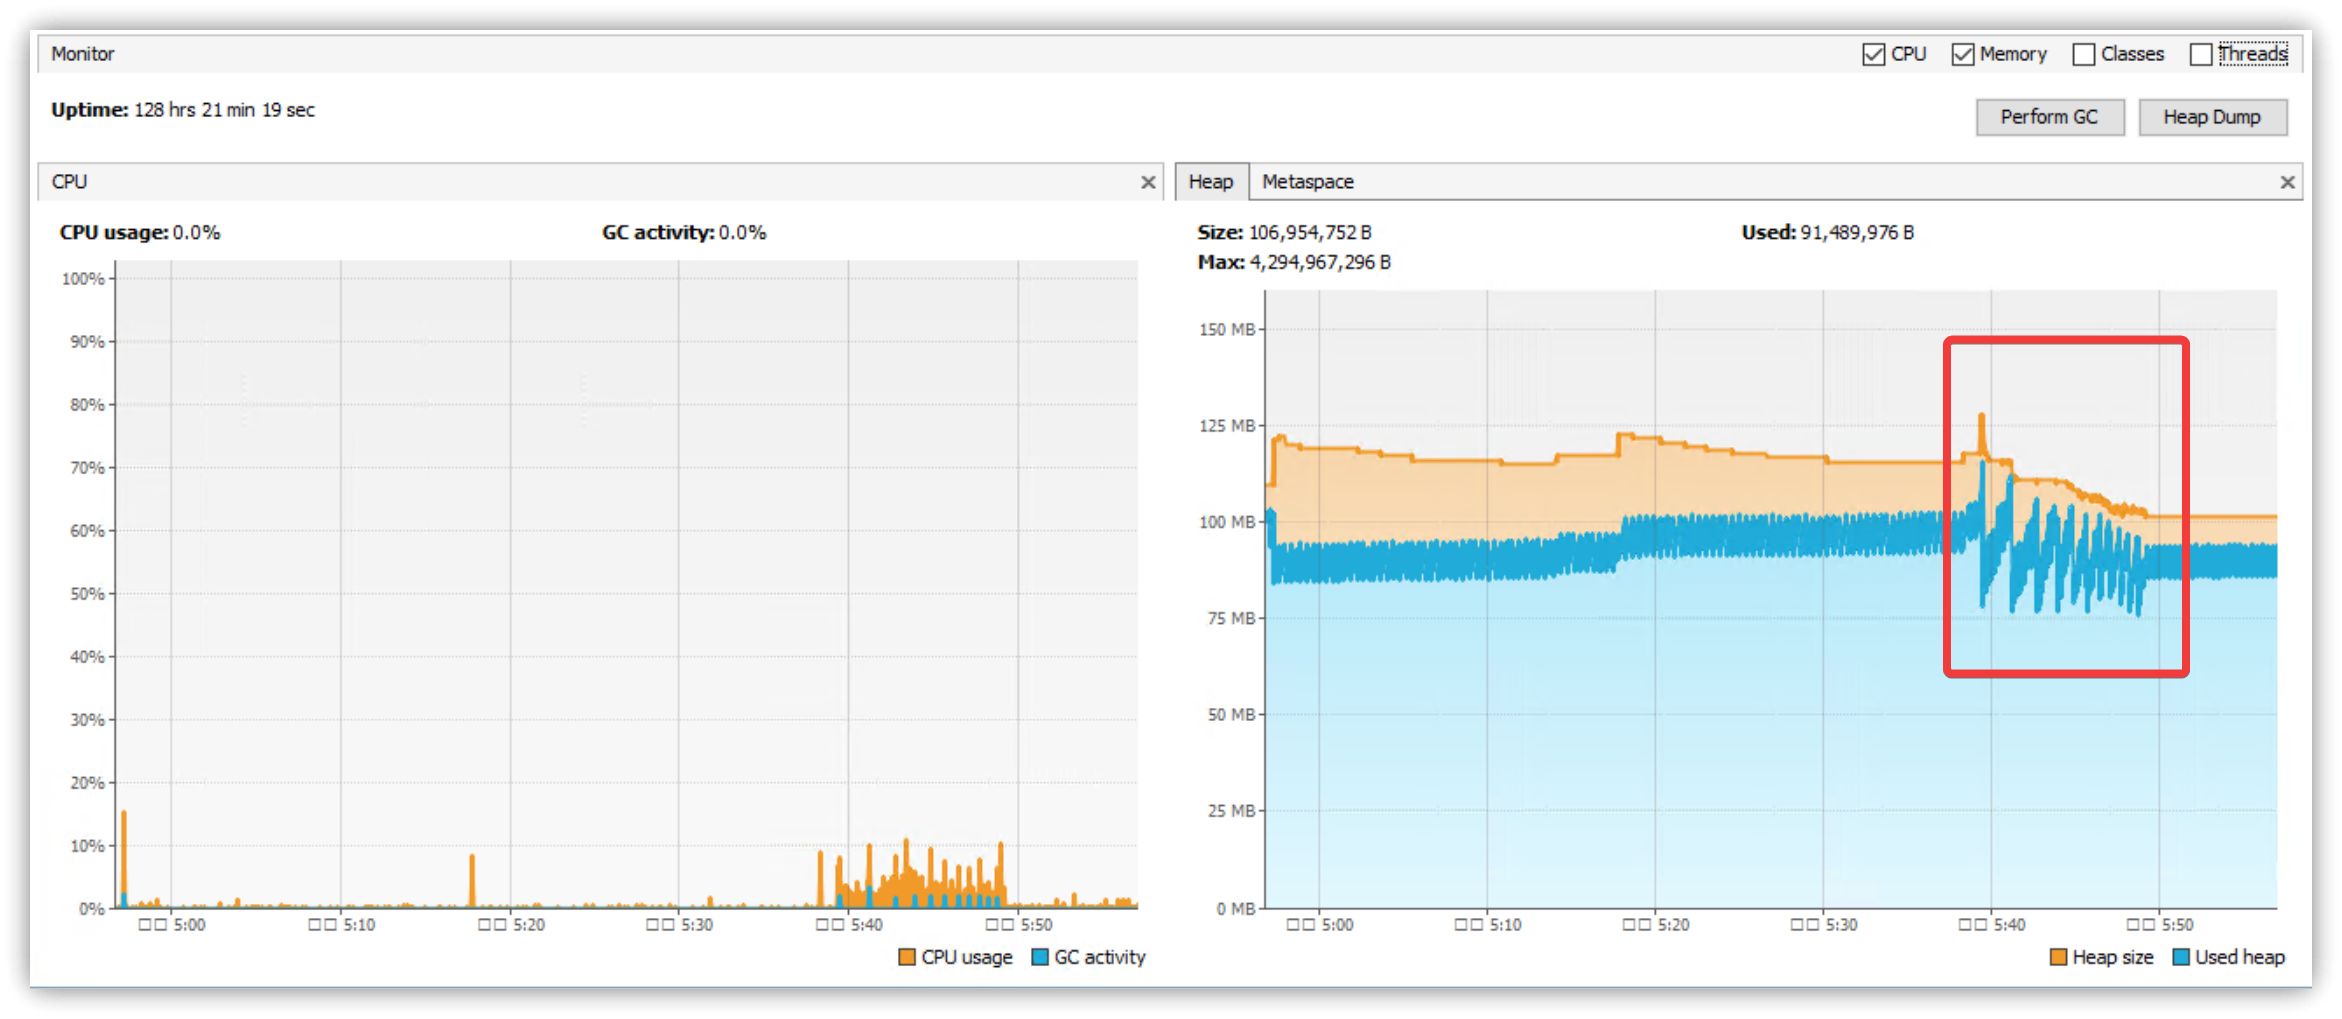 Monitor
CPU Memory Classes Threads
Uptime: 128 hrs 21 min 19 sec
Perform GC Heap Dump
CPU
CPU usage: 0.0% GC activity: 0.0%
100%
90%
80%
70%
60%
50%
40%
30%
20%
10%
0%
5:00 5:10 5:20 5:30 5:40 5:50
CPU usage GC activity
Heap Metaspace
Size: 106,954,752 B Used: 91,489,976 B
Max: 4,294,967,296 B
150 MB
125 MB
100 MB
75 MB
50 MB
25 MB
0 MB
5:00 5:10 5:20 5:30 5:40 5:50
Heap size Used heap